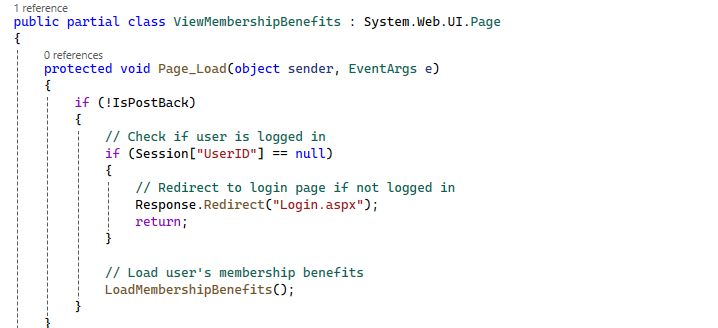 1 reference
public partial class ViewMembershipBenefits : System.Web.UI.Page
{
0 references
protected void Page_Load(object sender, EventArgs e)
{
if (!IsPostBack)
{
// Check if user is logged in
if (Session["UserID"] == null)
{
// Redirect to login page if not logged in
Response.Redirect("Login.aspx");
return;
}
// Load user's membership benefits
LoadMembershipBenefits();
}
}